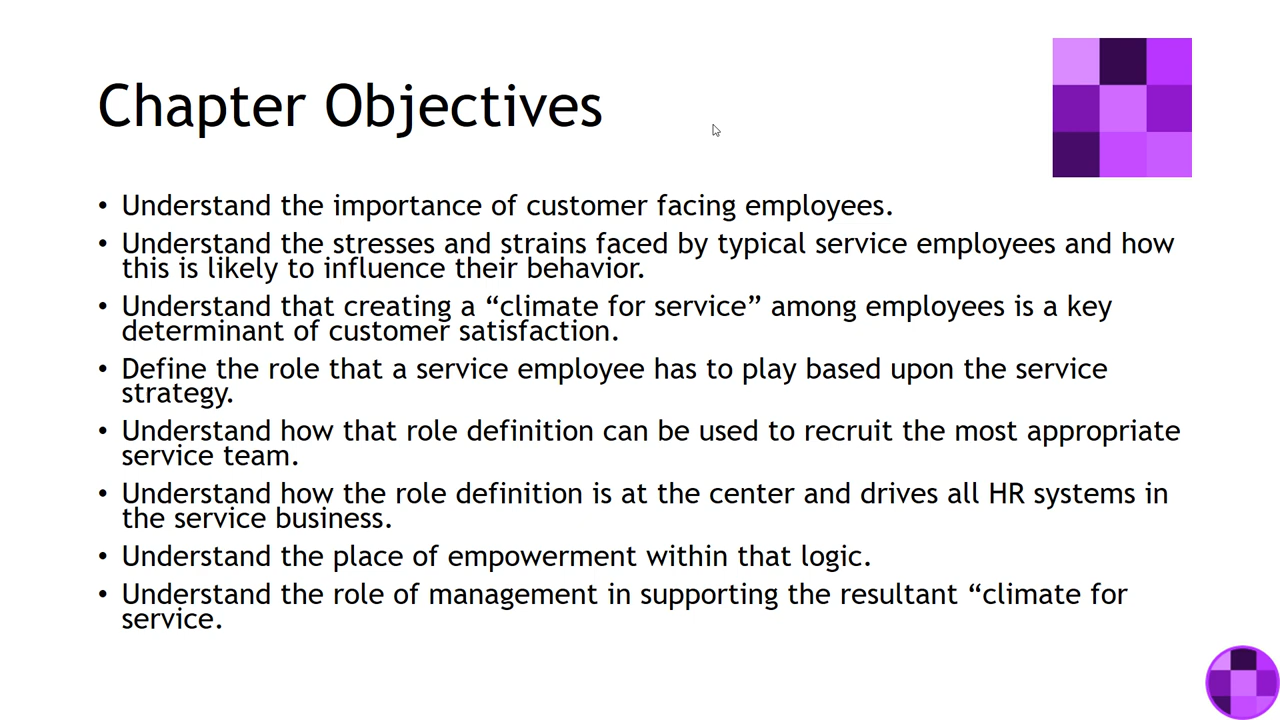 Chapter Objectives
• Understand the importance of customer facing employees.
• Understand the stresses and strains faced by typical service employees and how
this is likely to influence their behavior.
• Understand that creating a “climate for service” among employees is a key
determinant of customer satisfaction.
• Define the role that a service employee has to play based upon the service
strategy.
• Understand how that role definition can be used to recruit the most appropriate
service team.
• Understand how the role definition is at the center and drives all HR systems in
the service business.
• Understand the place of empowerment within that logic.
• Understand the role of management in supporting the resultant “climate for
service.